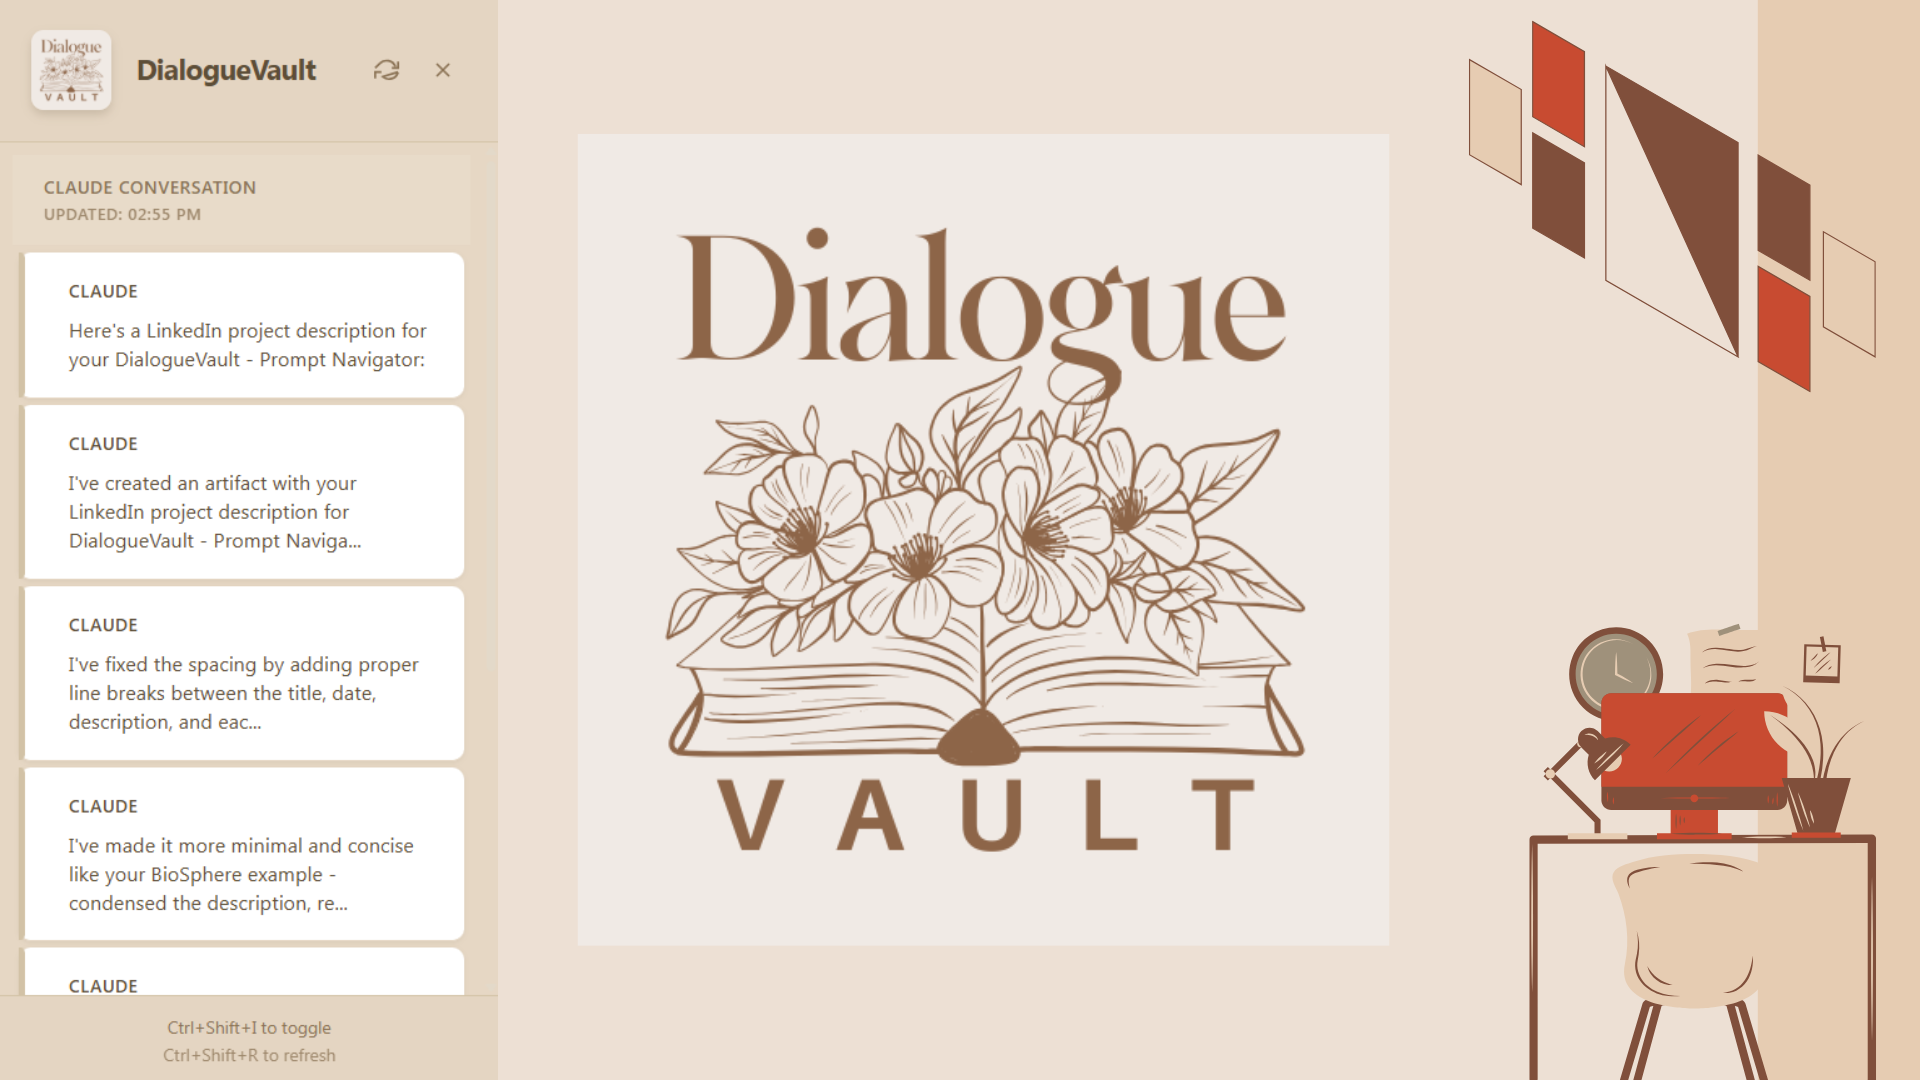 Dialogue
VAULT
DialogueVault
CLAUDE CONVERSATION
UPDATED: 02:55 PM
CLAUDE
Here's a LinkedIn project description for
your DialogueVault - Prompt Navigator:
CLAUDE
I've created an artifact with your
LinkedIn project description for
DialogueVault - Prompt Naviga...
CLAUDE
I've fixed the spacing by adding proper
line breaks between the title, date,
description, and eac...
CLAUDE
I've made it more minimal and concise
like your BioSphere example -
condensed the description, re...
CLAUDE
Ctrl+Shift+I to toggle
Ctrl+Shift+R to refresh
Dialogue
VAULT